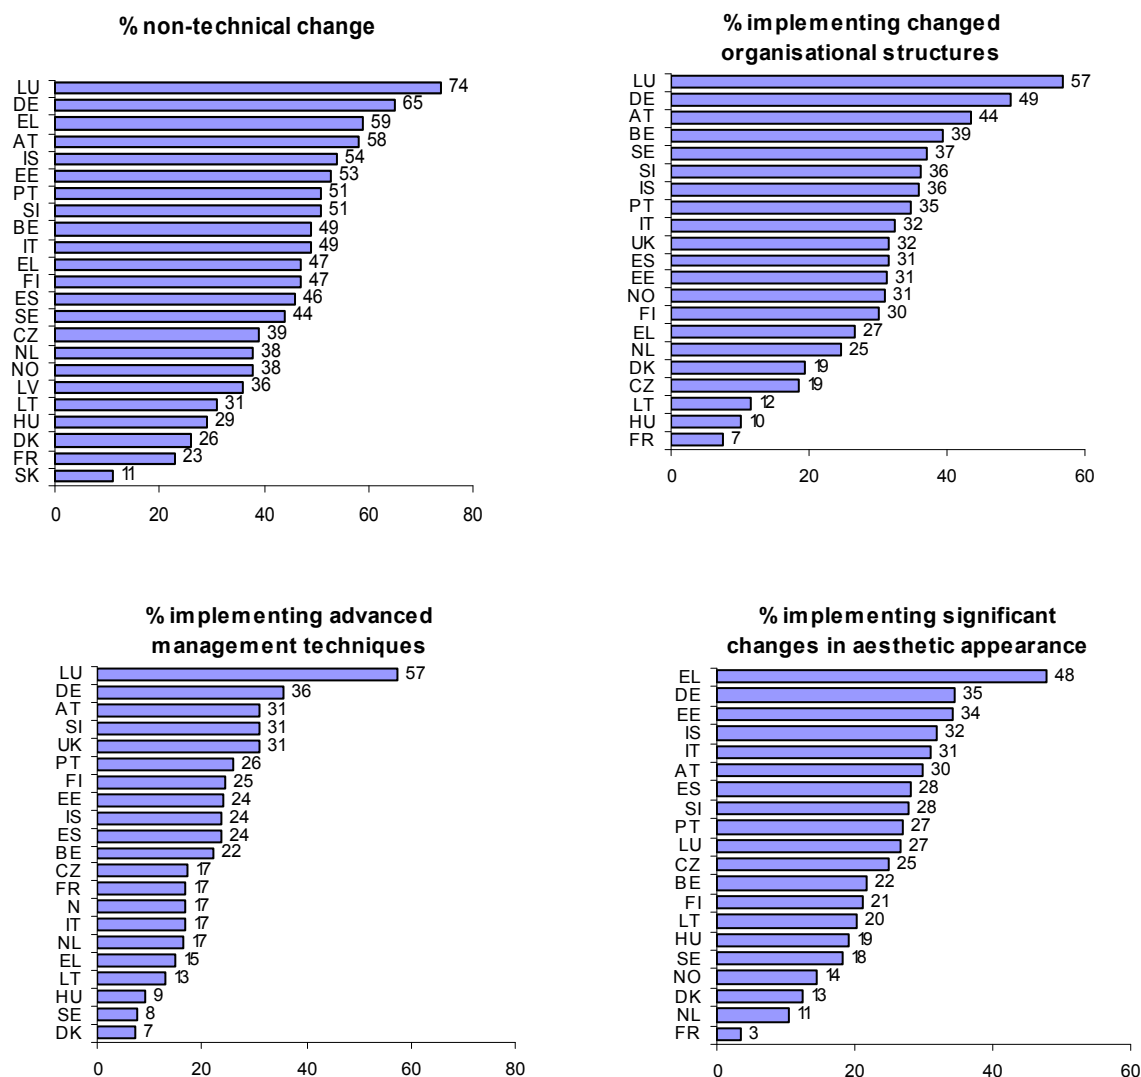 % non-technical change
LU 74
DE 65
EL 59
AT 58
IS 54
EE 53
PT 51
SI 51
BE 49
IT 49
EL 47
FI 47
ES 46
SE 44
CZ 39
NL 38
NO 38
LV 36
LT 31
HU 29
DK 26
FR 23
SK 11
0 20 40 60 80
% implementing changed
organisational structures
LU 57
DE 49
AT 44
BE 39
SE 37
SI 36
IS 36
PT 35
IT 32
UK 32
ES 31
EE 31
NO 31
FI 30
EL 27
NL 25
DK 19
CZ 19
LT 12
HU 10
FR 7
0 20 40 60
% implementing advanced
management techniques
LU 57
DE 36
AT 31
SI 31
UK 31
PT 26
FI 25
EE 24
IS 24
ES 24
BE 22
CZ 17
FR 17
N 17
IT 17
NL 17
EL 15
LT 13
HU 9
SE 8
DK 7
0 20 40 60 80
% implementing significant
changes in aesthetic appearance
EL 48
DE 35
EE 34
IS 32
IT 31
AT 30
ES 28
SI 28
PT 27
LU 27
CZ 25
BE 22
FI 21
LT 20
HU 19
SE 18
NO 14
DK 13
NL 11
FR 3
0 20 40 60